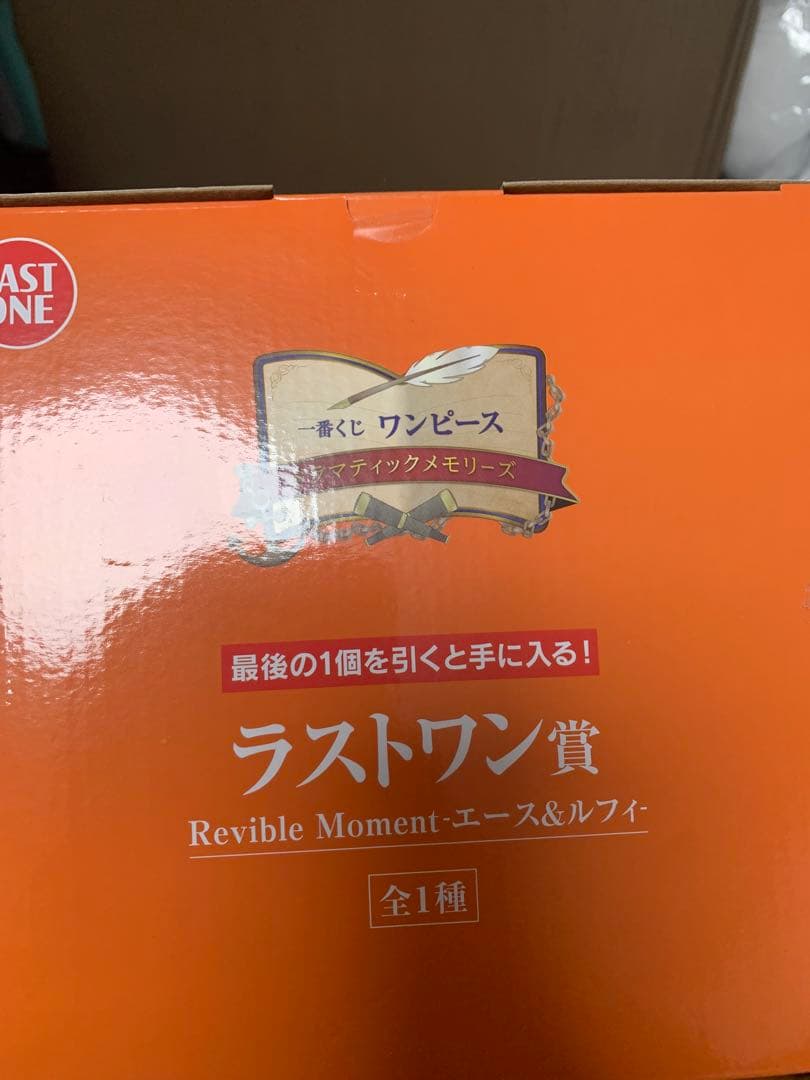 ONE
一番くじ ワンピース
マティックメモリーズ
最後の1個を引くと手に入る!
ラストワン賞
Revible Moment-エース&ルフィ-
全1種